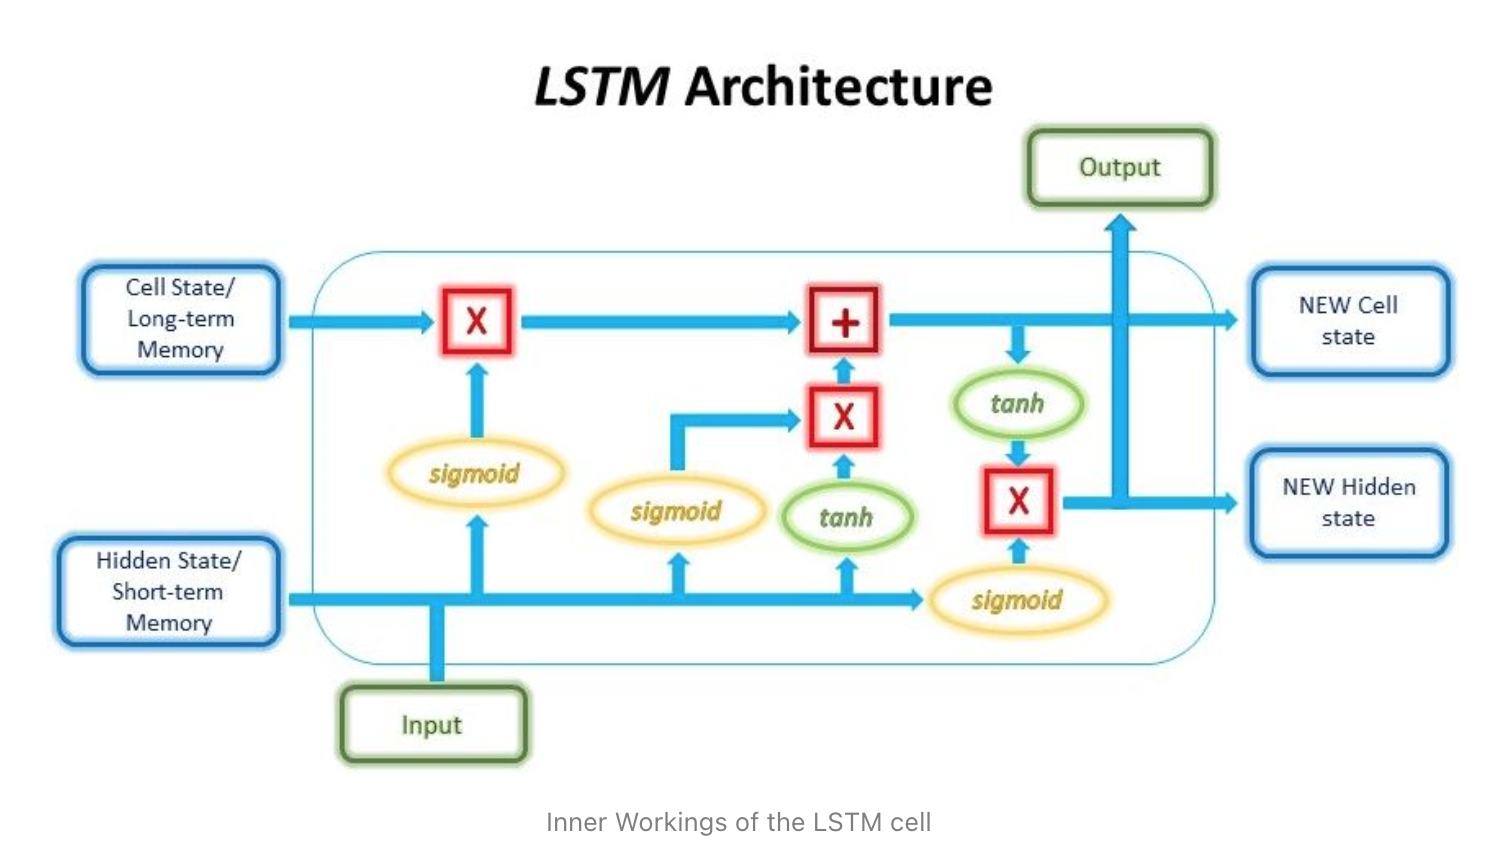 LSTM Architecture
Output
Cell State/
Long-term
Memory
X
+
NEW Cell
state
tanh
X
sigmoid
X
NEW Hidden
state
sigmoid
tanh
Hidden State/
Short-term
Memory
sigmoid
Input
Inner Workings of the LSTM cell